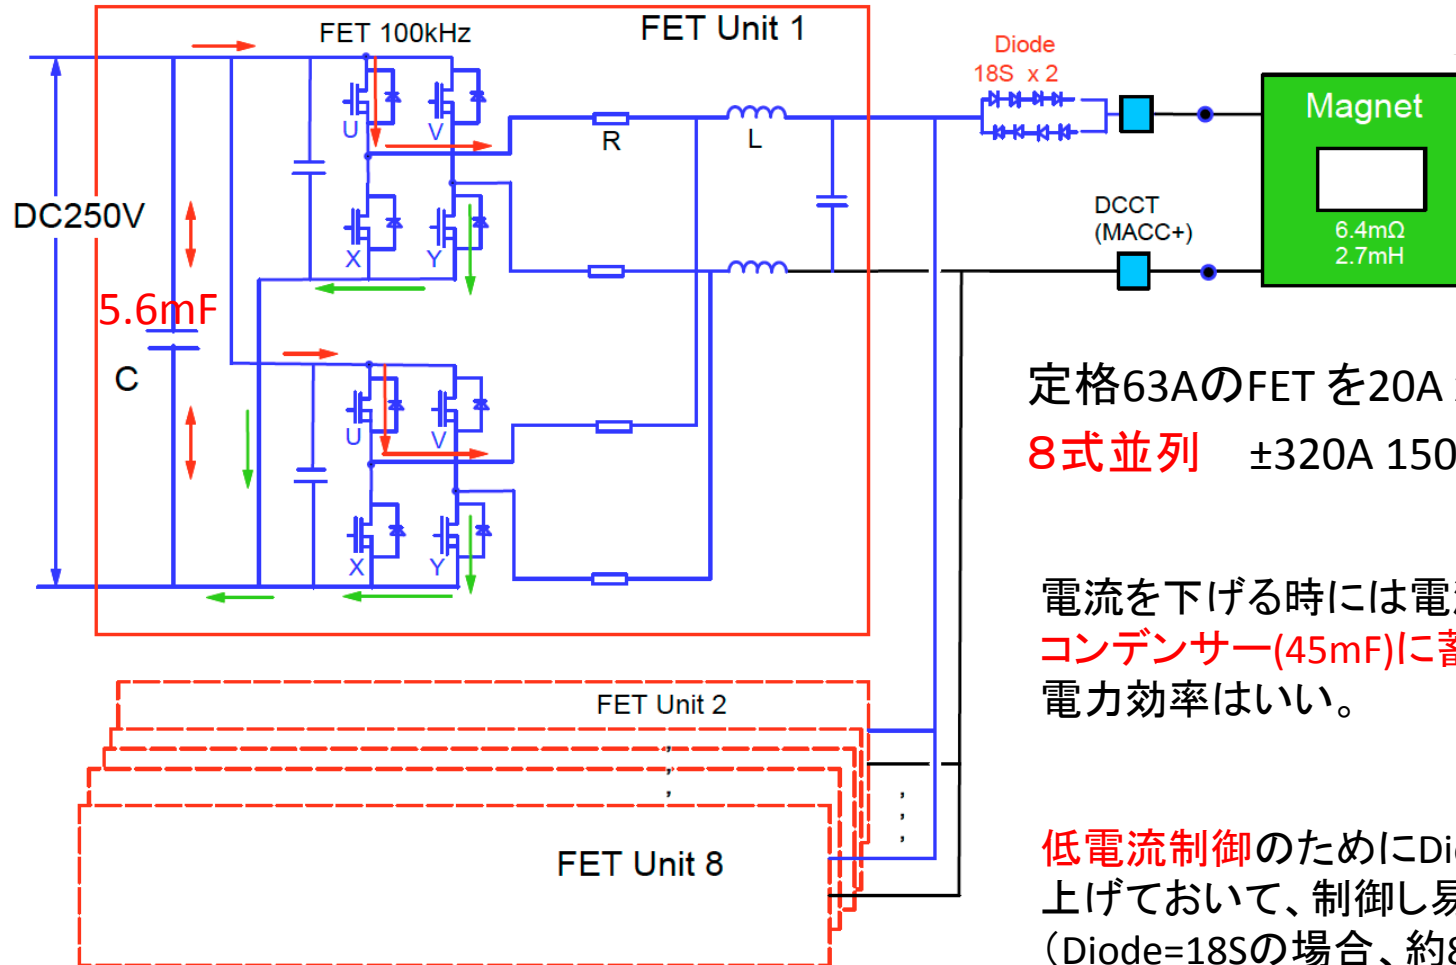 FET Unit 1
FET 100kHz
Diode
18S x 2
Magnet
U
V
R
L
DC250V
DCCT
(MACC+)
X
Y
6.4mΩ
2.7mH
5.6mF
C
定格63AのFET を20A
8式並列 ±320A 150
U
V
X
Y
電流を下げる時には電
コンデンサー(45mF)に
電力効率はいい。
FET Unit 2
,
,
,
,
,
,
FET Unit 8
低電流制御のためにDi
上げておいて、制御し易
（Diode=18Sの場合、約8